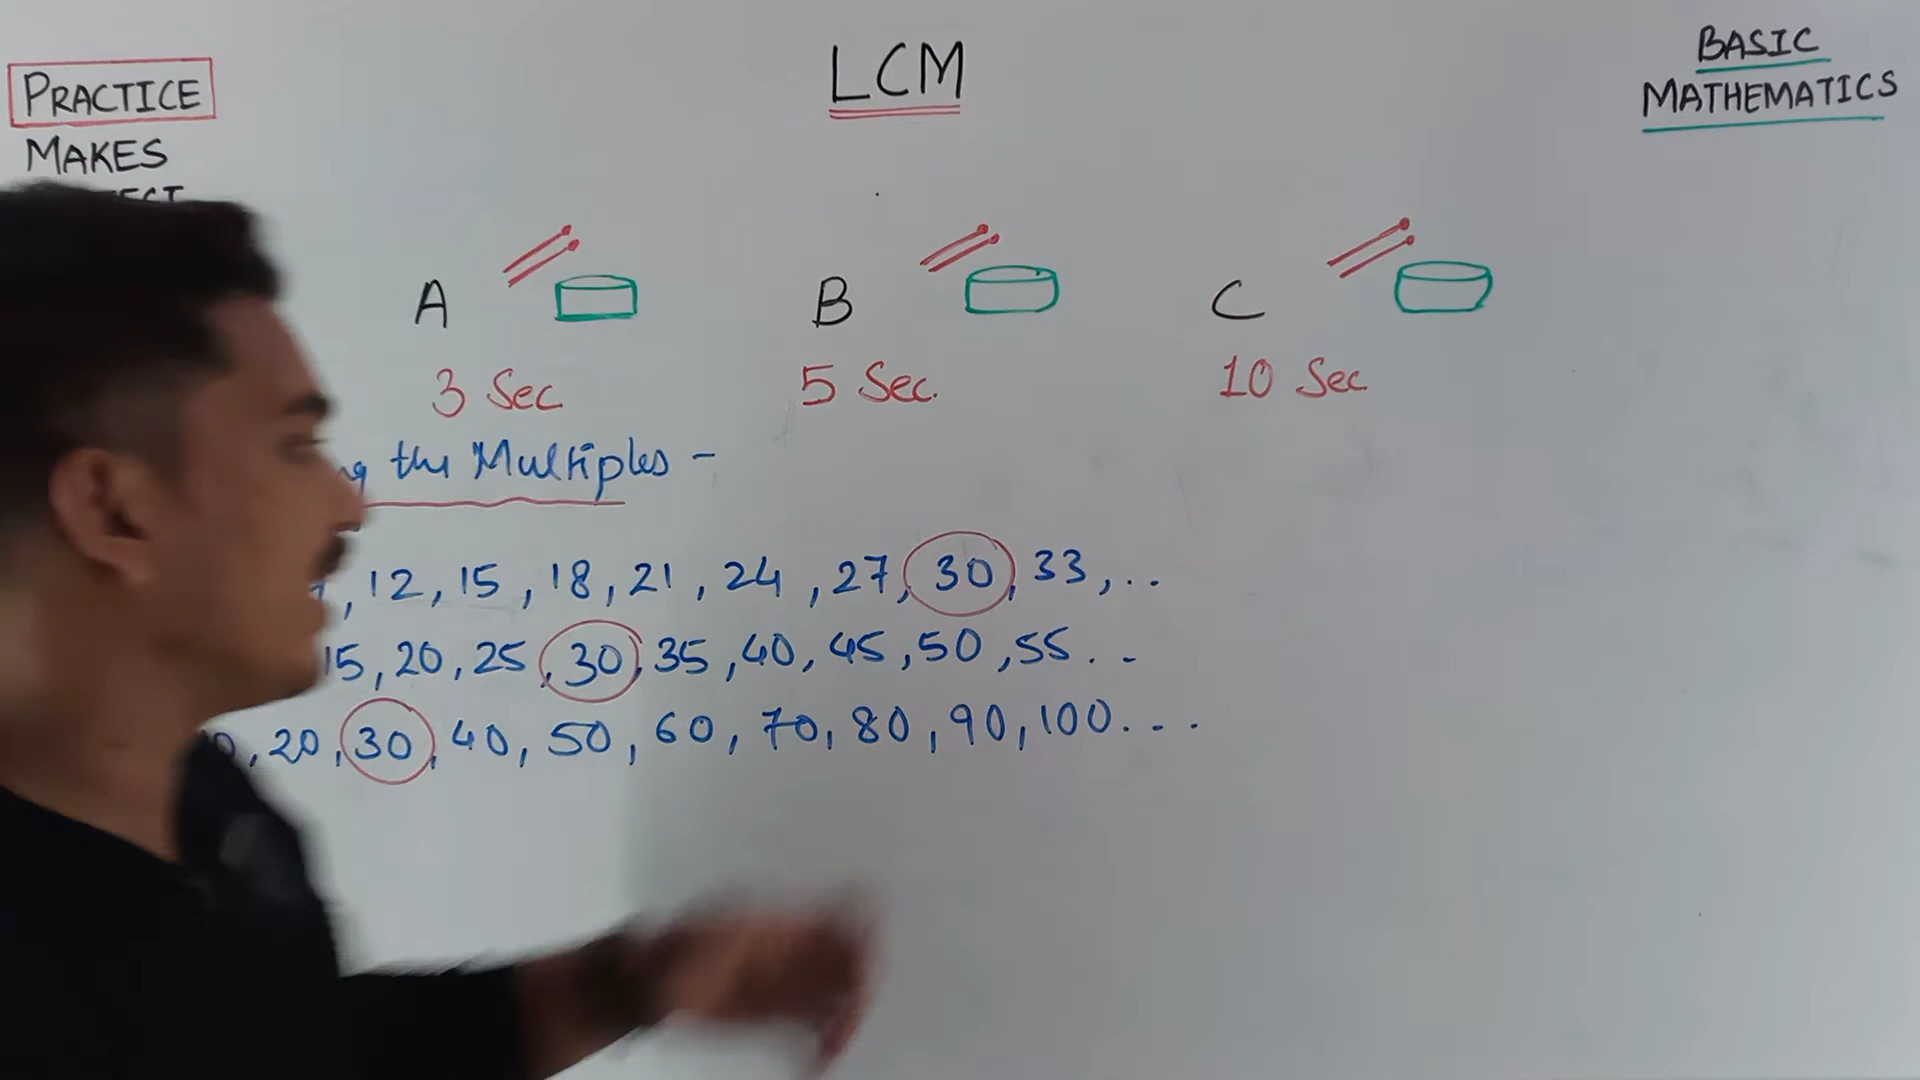 LCM
BASIC
MATHEMATICS
PRACTICE
MAKES
A B C
3 Sec 5 Sec. 10 Sec
the Multiples -
, 12, 15, 18, 21, 24, 27, 30, 33, ..
15, 20, 25, 30, 35, 40, 45, 50, 55 ..
, 20, 30, 40, 50, 60, 70, 80, 90, 100 ...